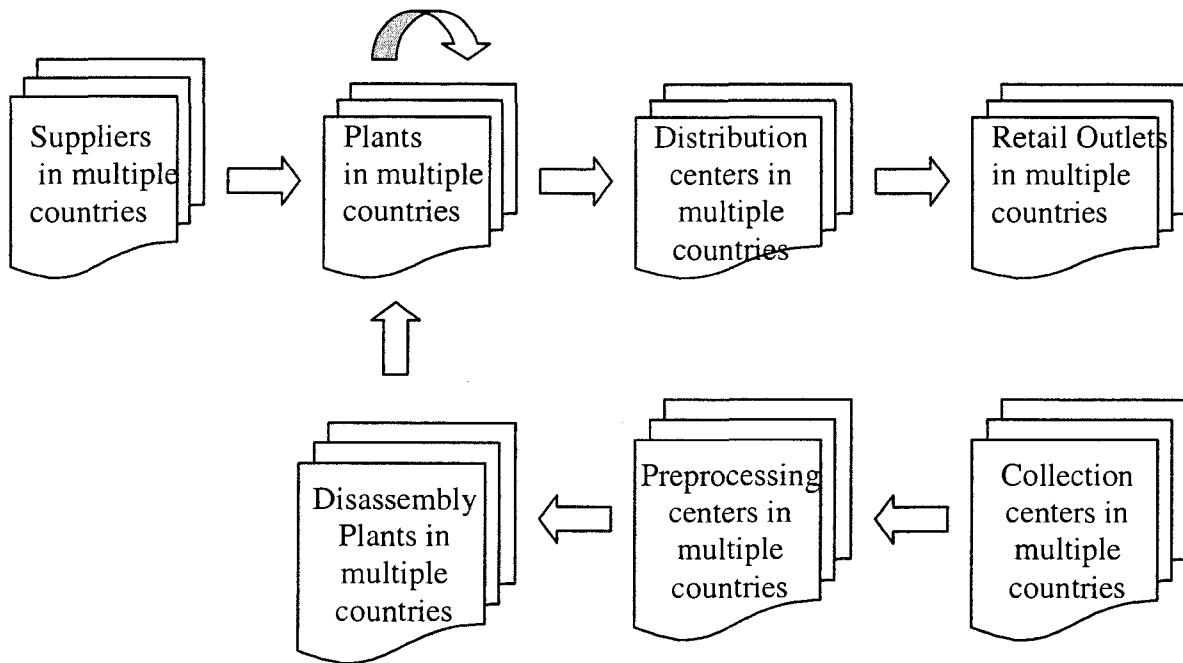 Suppliers
in multiple
countries
Plants
in multiple
countries
Distribution
centers in
multiple
countries
Retail Outlets
in multiple
countries
Disassembly
Plants in
multiple
countries
Preprocessing
centers in
multiple
countries
Collection
centers in
multiple
countries